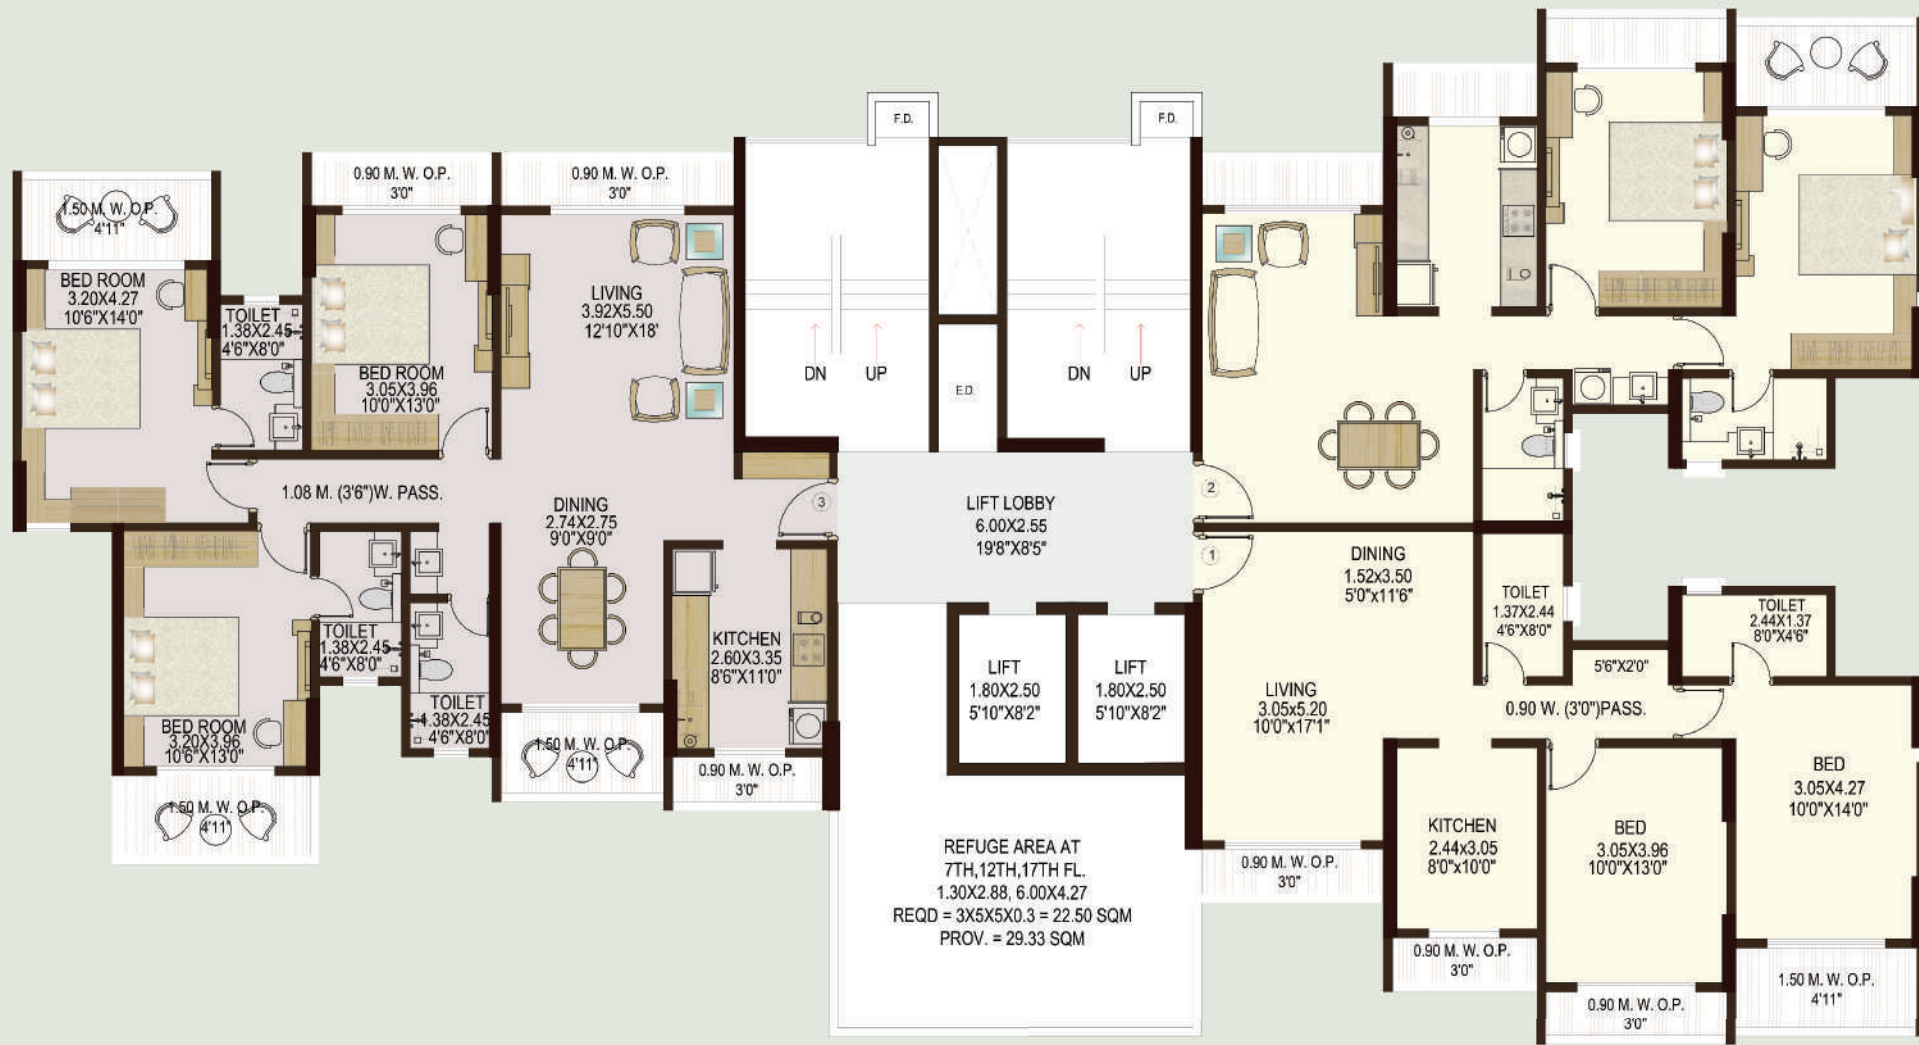 F.D.
F.D.
0.90 M. W. O.P.
3'0"
0.90 M. W. O.P.
3'0"
1.50 M. W. O.P.
4'11"
BED ROOM
3.20X4.27
10'6"X14'0"
TOILET
1.38X2.45
4'6"X8'0"
BED ROOM
3.05X3.96
10'0"X13'0"
LIVING
3.92X5.50
12'10"X18'
DN
UP
E.D.
DN
UP
1.08 M. (3'6")W. PASS.
DINING
2.74X2.75
9'0"X9'0"
3
LIFT LOBBY
6.00X2.55
19'8"X8'5"
2
1
DINING
1.52x3.50
5'0"x11'6"
TOILET
1.37X2.44
4'6"X8'0"
TOILET
2.44X1.37
8'0"X4'6"
5'6"X2'0"
TOILET
1.38X2.45
4'6"X8'0"
KITCHEN
2.60X3.35
8'6"X11'0"
LIFT
1.80X2.50
5'10"X8'2"
LIFT
1.80X2.50
5'10"X8'2"
LIVING
3.05x5.20
10'0"x17'1"
0.90 W. (3'0")PASS.
BED ROOM
3.20X3.96
10'6"X13'0"
TOILET
1.38X2.45
4'6"X8'0"
1.50 M. W. O.P.
4'11"
0.90 M. W. O.P.
3'0"
1.50 M. W. O.P.
4'11"
BED
3.05X4.27
10'0"X14'0"
KITCHEN
2.44x3.05
8'0"x10'0"
BED
3.05X3.96
10'0"X13'0"
REFUGE AREA AT
7TH,12TH,17TH FL.
1.30X2.88, 6.00X4.27
REQD = 3X5X5X0.3 = 22.50 SQM
PROV. = 29.33 SQM
0.90 M. W. O.P.
3'0"
0.90 M. W. O.P.
3'0"
0.90 M. W. O.P.
3'0"
1.50 M. W. O.P.
4'11"